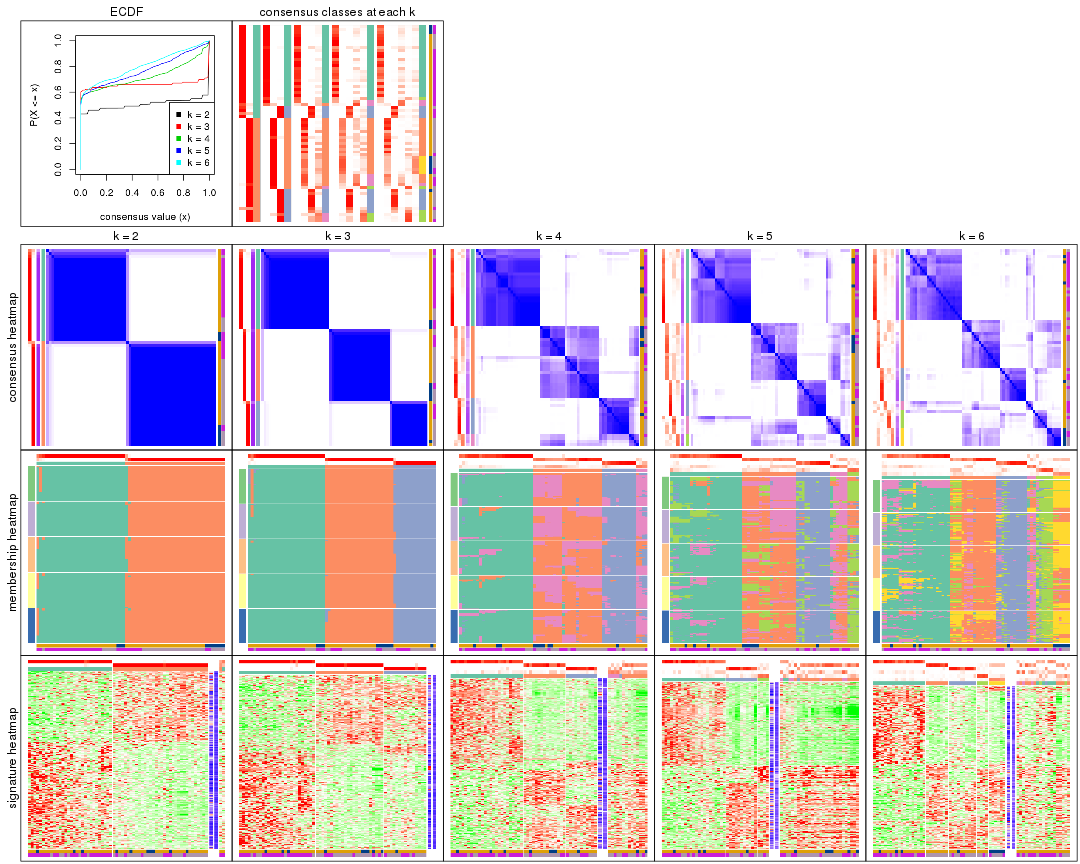 ECDF
consensus classes at each k
P(X <= x)
0.0 0.2 0.4 0.6 0.8 1.0
k = 2
k = 3
k = 4
k = 5
k = 6
0.0 0.2 0.4 0.6 0.8 1.0
consensus value (x)
k = 2 k = 3 k = 4 k = 5 k = 6
consensus heatmap
membership heatmap
signature heatmap